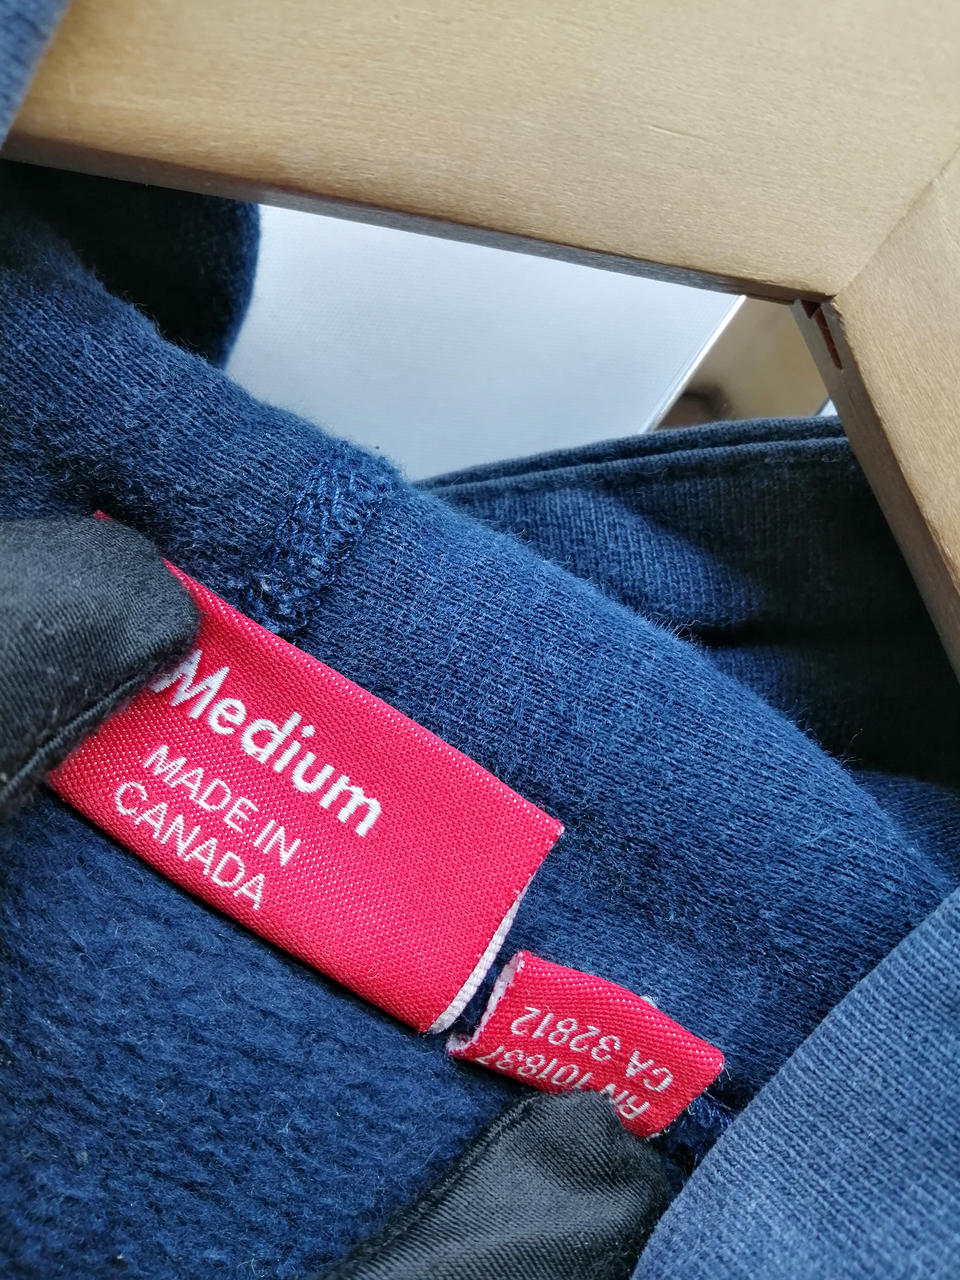 Medium
MADE IN
CANADA
RN 101837
CA 32812